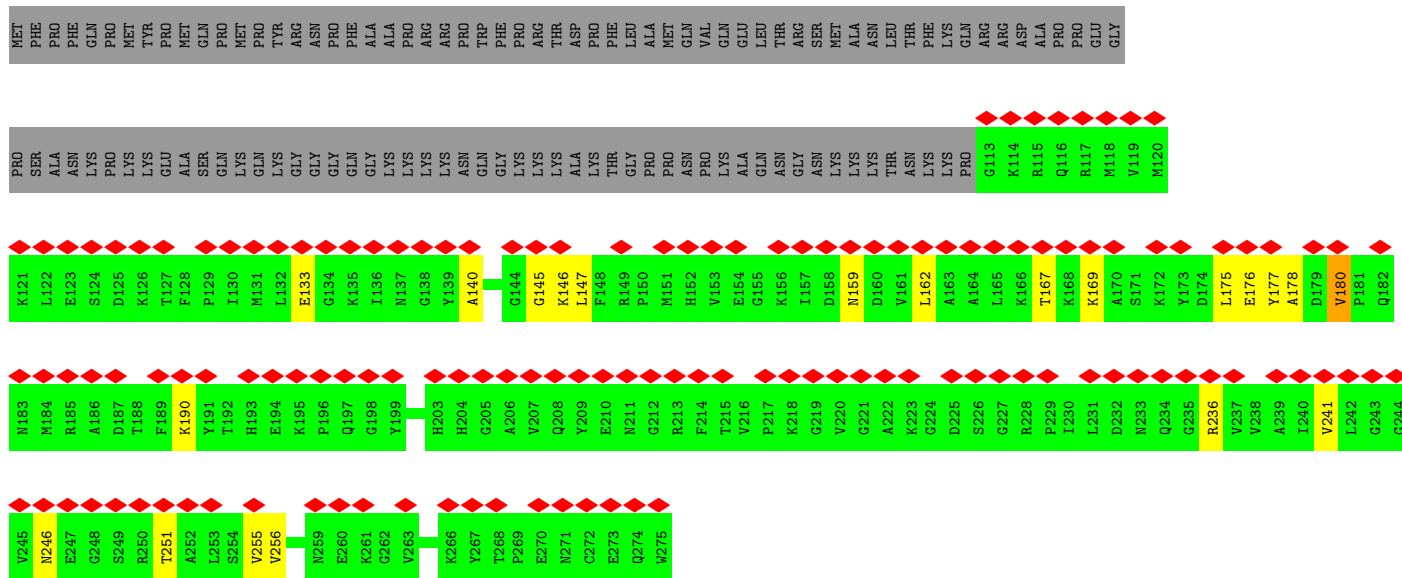 MET PHE PRO PHE GLN PRO MET TYR PRO MET GLN PRO MET PRO TYR ARG ASN PRO PHE ALA ALA PRO ARG ARG PRO TRP PHE PRO ARG THR ASP PRO PHE LEU ALA MET GLN VAL GLN GLU LEU THR ARG SER MET ALA ASN LEU THR PHE LYS GLN ARG ARG ASP ALA PRO PRO GLU GLY
PRO SER ALA ASN LYS PRO LYS LYS GLU ALA SER GLN LYS GLN LYS GLY GLY GLY GLN GLY LYS LYS LYS LYS ASN GLN GLY LYS LYS LYS ALA LYS THR GLY PRO PRO ASN PRO LYS ALA GLN ASN GLY ASN LYS LYS LYS THR ASN LYS LYS PRO G113 K114 R115 Q116 R117 M118 V119 M120
K121 L122 E123 S124 D125 K126 T127 F128 P129 I130 M131 L132 E133 G134 K135 I136 N137 G138 Y139 A140 G144 G145 K146 L147 F148 R149 P150 M151 H152 V153 E154 G155 K156 I157 D158 N159 D160 V161 L162 A163 A164 L165 K166 T167 K168 K169 A170 S171 K172 Y173 D174 L175 E176 Y177 A178 D179 V180 P181 Q182
N183 M184 R185 A186 D187 T188 F189 K190 Y191 T192 H193 E194 K195 P196 Q197 G198 Y199 H203 H204 G205 A206 V207 Q208 Y209 E210 N211 G212 R213 F214 T215 V216 P217 K218 G219 V220 G221 A222 K223 G224 D225 S226 G227 R228 P229 I230 L231 D232 N233 Q234 G235 R236 V237 V238 A239 I240 V241 L242 G243 G244
V245 N246 E247 G248 S249 R250 T251 A252 L253 S254 V255 V256 N259 E260 K261 G262 V263 K266 Y267 T268 P269 E270 N271 C272 E273 Q274 W275